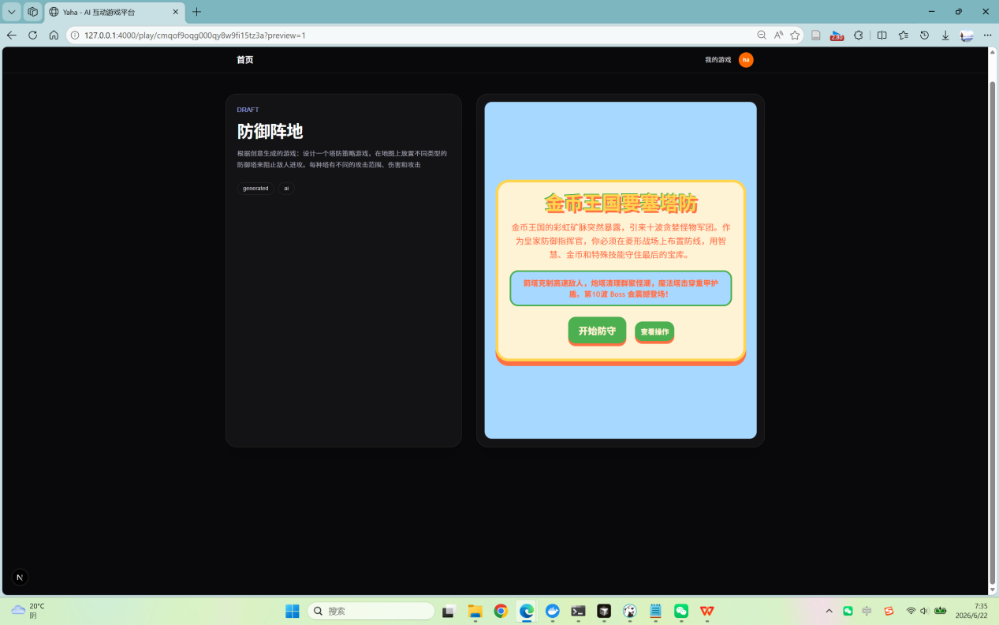 Yaha - AI 互动游戏平台
127.0.0.1:4000/play/cmqof9oqg000qy8w9fi15tz3a?preview=1
2.80
首页
我的游戏
ha
DRAFT
防御阵地
根据创意生成的游戏：设计一个塔防策略游戏，在地图上放置不同类型的
防御塔来阻止敌人进攻。每种塔有不同的攻击范围、伤害和攻击
generated
ai
金币王国要塞塔防
金币王国的彩虹矿脉突然暴露，引来十波贪婪怪物军团。作
为皇家防御指挥官，你必须在菱形战场上布置防线，用智
慧、金币和特殊技能守住最后的宝库。
箭塔克制高速敌人，炮塔清理群聚怪潮，魔法塔击穿重甲护
盾。第10波 Boss 会震撼登场！
开始防守
查看操作
N
20°C
阴
搜索
中
7:35
2026/6/22